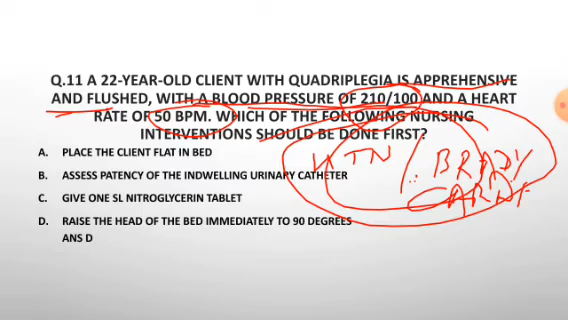 Q.11 A 22-YEAR-OLD CLIENT WITH QUADRIPLEGIA IS APPREHENSIVE
AND FLUSHED, WITH A BLOOD PRESSURE OF 210/100 AND A HEART
RATE OF 50 BPM. WHICH OF THE FOLLOWING NURSING
INTERVENTIONS SHOULD BE DONE FIRST?
A. PLACE THE CLIENT FLAT IN BED
B. ASSESS PATENCY OF THE INDWELLING URINARY CATHETER
C. GIVE ONE SL NITROGLYCERIN TABLET
D. RAISE THE HEAD OF THE BED IMMEDIATELY TO 90 DEGREES
ANS D
HTN
BRADY
CARDI